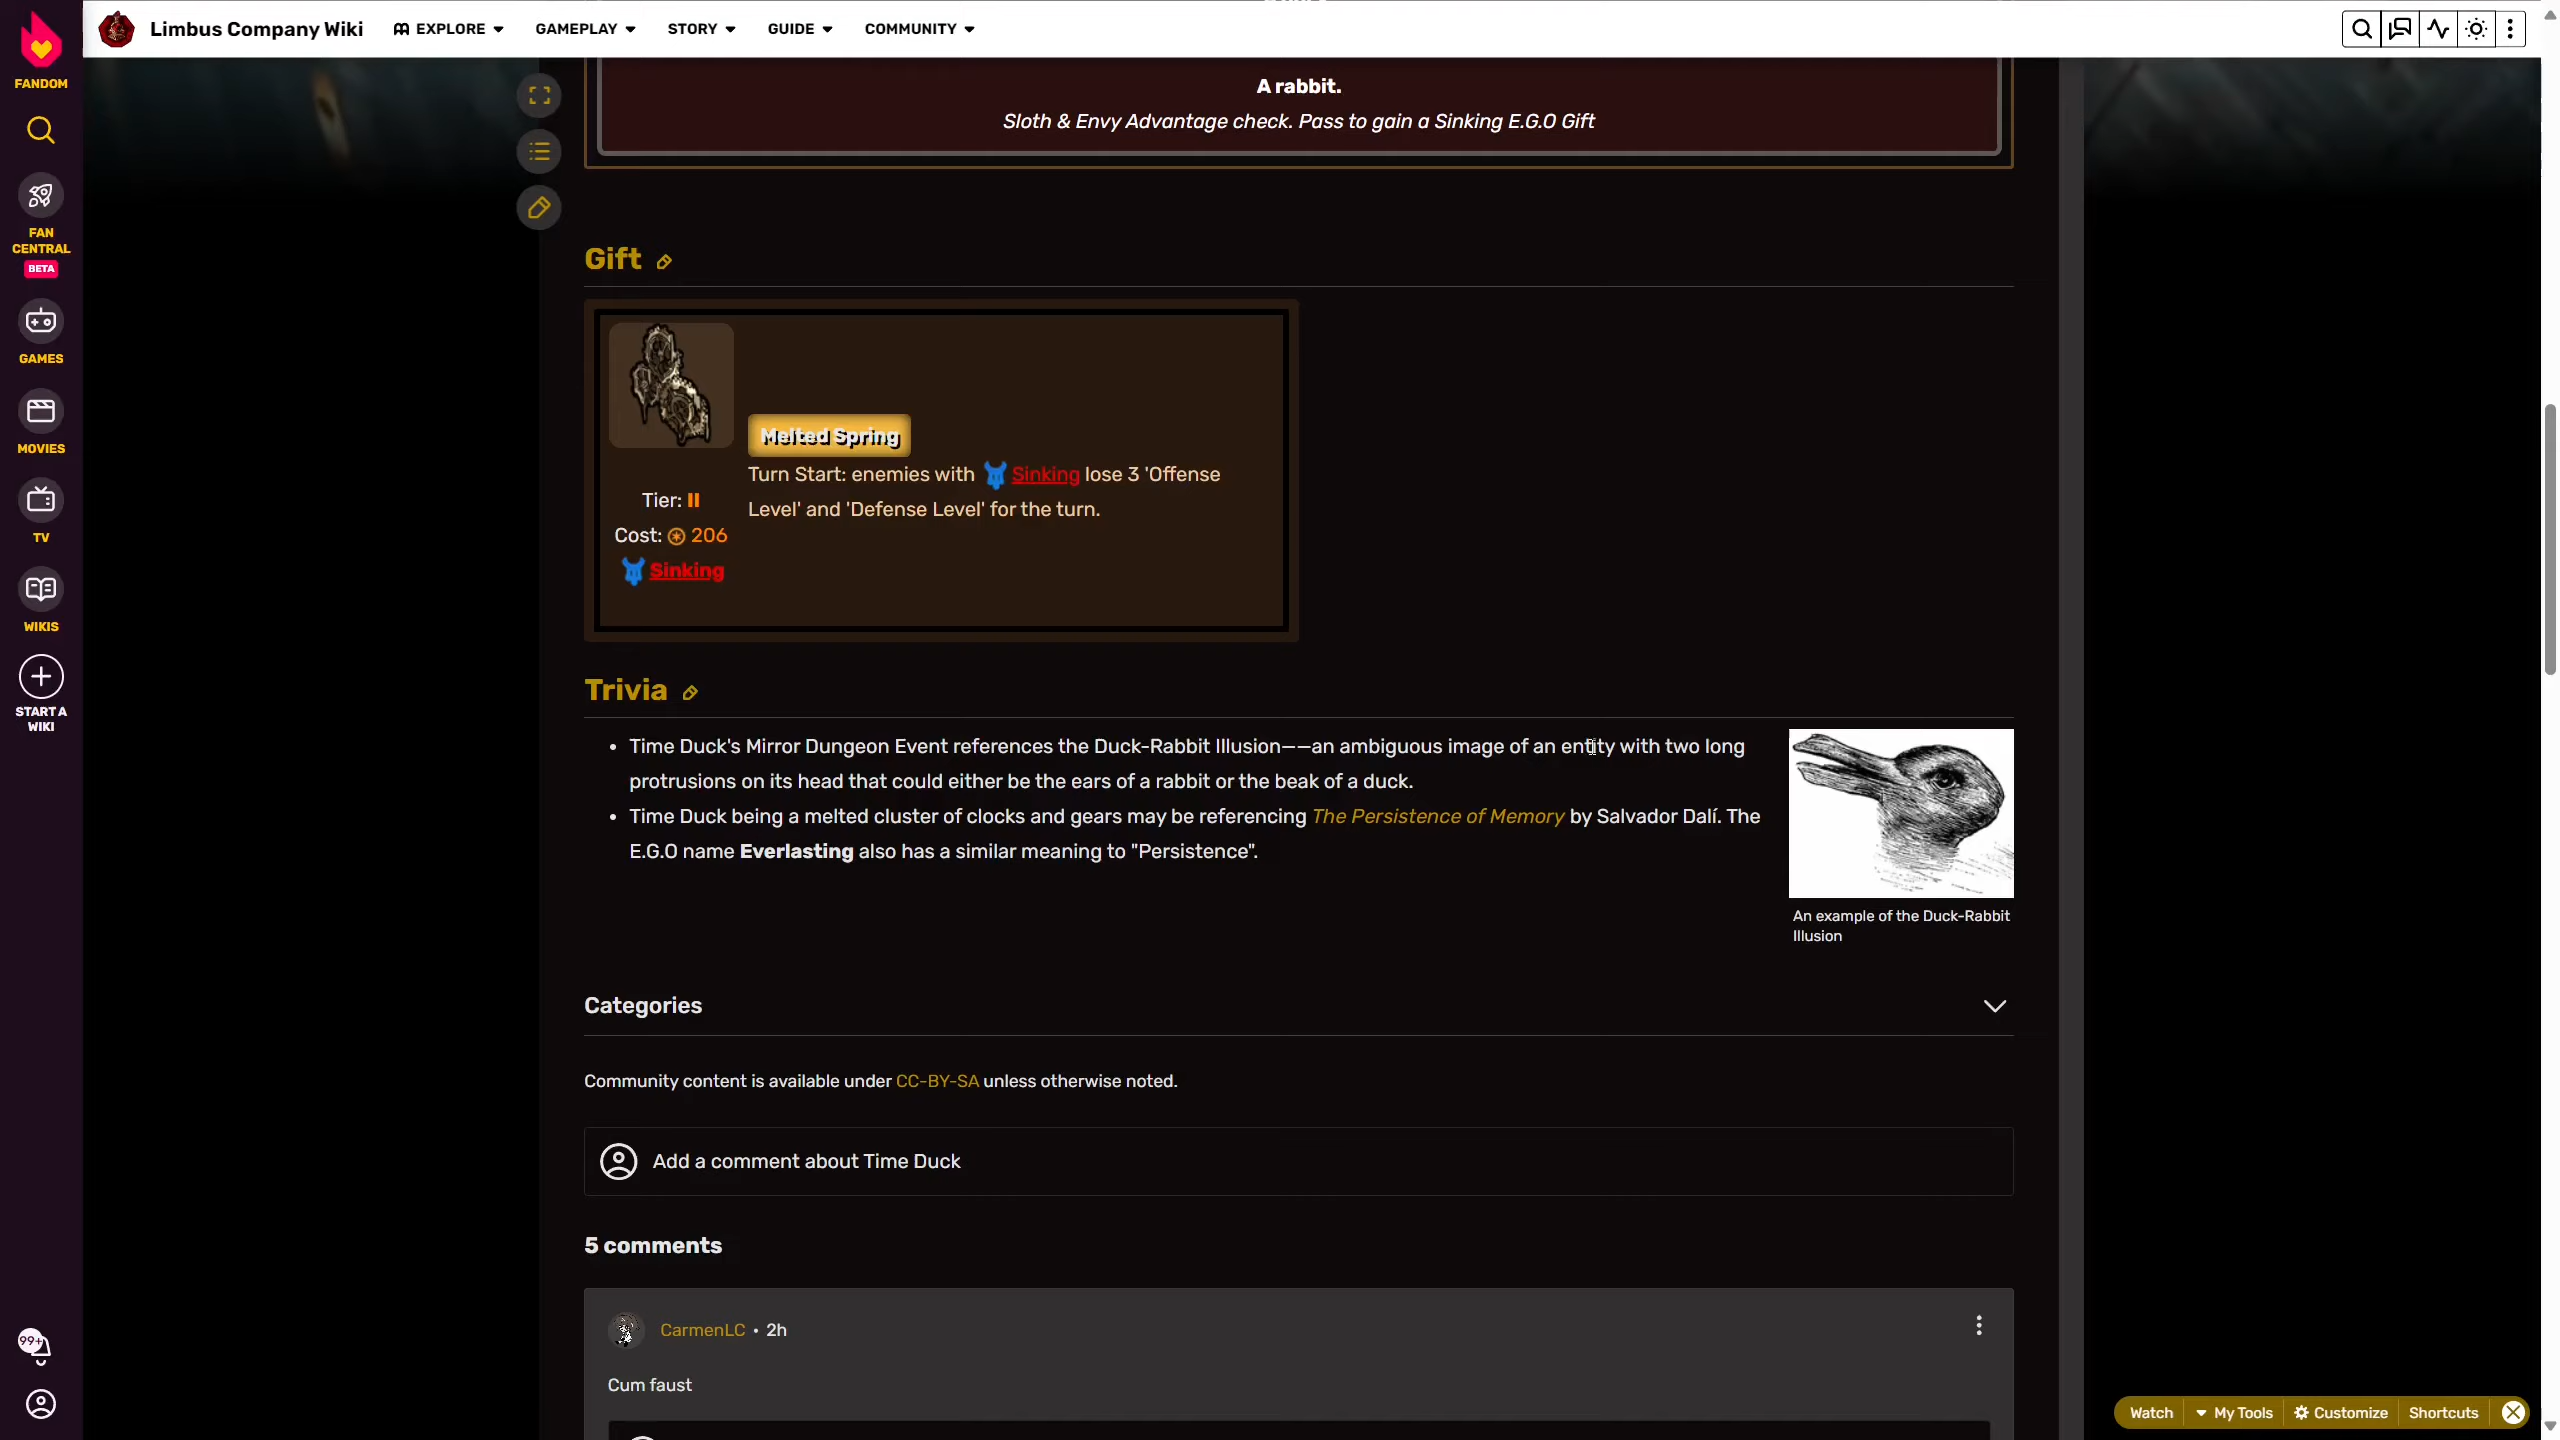 Limbus Company Wiki
EXPLORE
GAMEPLAY
STORY
GUIDE
COMMUNITY
FANDOM
FAN
CENTRAL
BETA
GAMES
MOVIES
TV
WIKIS
START A
WIKI
99+
A rabbit.
Sloth & Envy Advantage check. Pass to gain a Sinking E.G.O Gift
Gift
Melted Spring
Turn Start: enemies with Sinking lose 3 'Offense
Level' and 'Defense Level' for the turn.
Tier: II
Cost: 206
Sinking
Trivia
• Time Duck's Mirror Dungeon Event references the Duck-Rabbit Illusion——an ambiguous image of an entity with two long
protrusions on its head that could either be the ears of a rabbit or the beak of a duck.
• Time Duck being a melted cluster of clocks and gears may be referencing The Persistence of Memory by Salvador Dalí. The
E.G.O name Everlasting also has a similar meaning to "Persistence".
An example of the Duck-Rabbit
Illusion
Categories
Community content is available under CC-BY-SA unless otherwise noted.
Add a comment about Time Duck
5 comments
CarmenLC • 2h
Cum faust
Watch
My Tools
Customize
Shortcuts